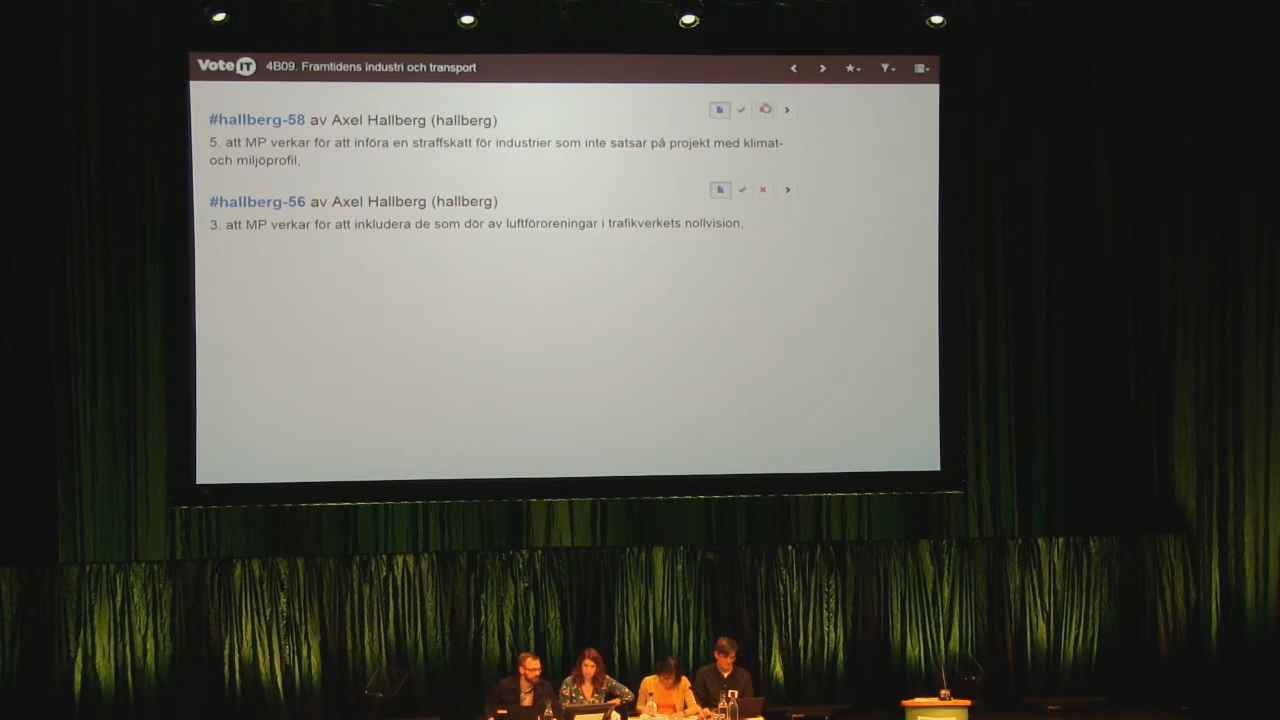 VoteIT 4B09. Framtidens industri och transport
#hallberg-58 av Axel Hallberg (hallberg)
5. att MP verkar för att införa en straffskatt för industrier som inte satsar på projekt med klimat-
och miljöprofil,
#hallberg-56 av Axel Hallberg (hallberg)
3. att MP verkar för att inkludera de som dör av luftföroreningar i trafikverkets nollvision,